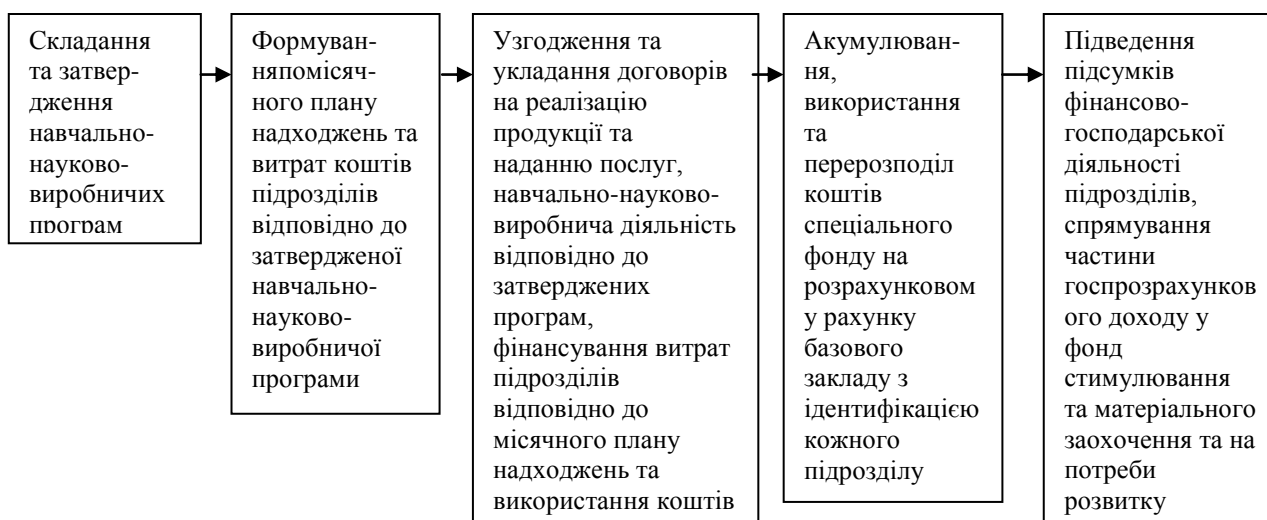 Складання
та затвер-
дження
навчально-
науково-
виробничих
програм
Формуван-
няпомісяч-
ного плану
надходжень та
витрат коштів
підрозділів
відповідно до
затвердженої
навчально-
науково-
виробничої
програми
Узгодження та
укладання договорів
на реалізацію
продукції та
наданню послуг,
навчально-науково-
виробнича діяльність
відповідно до
затверджених
програм,
фінансування витрат
підрозділів
відповідно до
місячного плану
надходжень та
використання коштів
Акумулюван-
ня,
використання
та
перерозподіл
коштів
спеціального
фонду на
розрахунковом
у рахунку
базового
закладу з
ідентифікацією
кожного
підрозділу
Підведення
підсумків
фінансово-
господарської
діяльності
підрозділів,
спрямування
частини
госпрозрахунков
ого доходу у
фонд
стимулювання
та матеріального
заохочення та на
потреби
розвитку